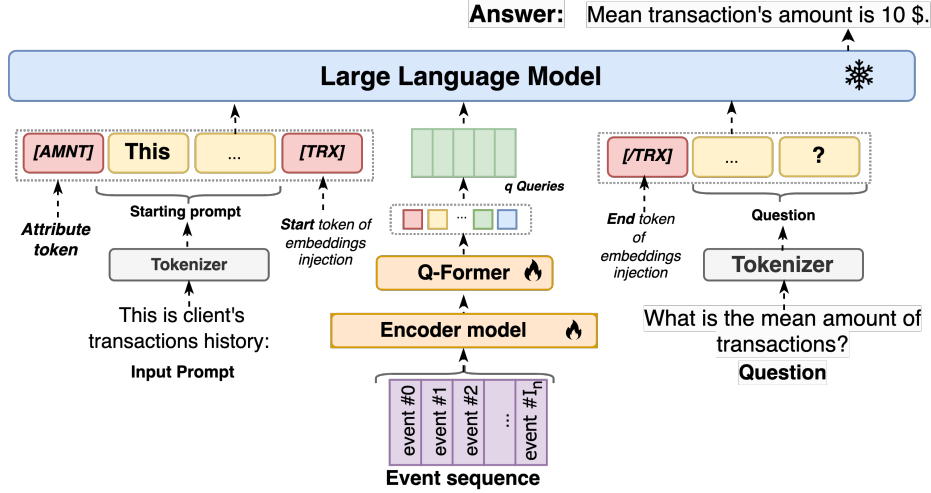 Answer: Mean transaction's amount is 10 $.
Large Language Model
[AMNT] This ... [TRX]
[/TRX] ... ?
q Queries
Attribute
token
Starting prompt
Start token of
embeddings
injection
...
End token
of
embeddings
injection
Question
Tokenizer
Q-Former
Tokenizer
This is client's
transactions history:
Input Prompt
Encoder model
What is the mean amount of
transactions?
Question
event #0
event #1
event #2
...
event #In
Event sequence